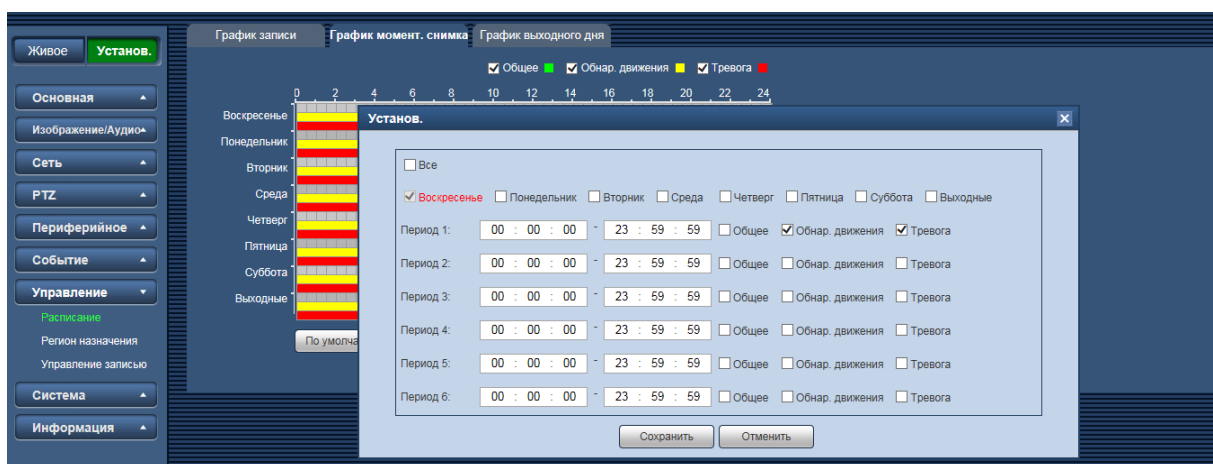 График записи График момент. снимка График выходного дня
Живое Установ.
Общее Обнар. движения Тревога
0 2 4 6 8 10 12 14 16 18 20 22 24
Основная
Изображение/Аудио
Сеть
PTZ
Периферийное
Событие
Управление
Расписание
Регион назначения
Управление записью
Система
Информация
Воскресенье
Понедельник
Вторник
Среда
Четверг
Пятница
Суббота
Выходные
По умолча
Установ.
Все
Воскресенье Понедельник Вторник Среда Четверг Пятница Суббота Выходные
Период 1: 00 : 00 : 00 - 23 : 59 : 59 Общее Обнар. движения Тревога
Период 2: 00 : 00 : 00 - 23 : 59 : 59 Общее Обнар. движения Тревога
Период 3: 00 : 00 : 00 - 23 : 59 : 59 Общее Обнар. движения Тревога
Период 4: 00 : 00 : 00 - 23 : 59 : 59 Общее Обнар. движения Тревога
Период 5: 00 : 00 : 00 - 23 : 59 : 59 Общее Обнар. движения Тревога
Период 6: 00 : 00 : 00 - 23 : 59 : 59 Общее Обнар. движения Тревога
Сохранить Отменить